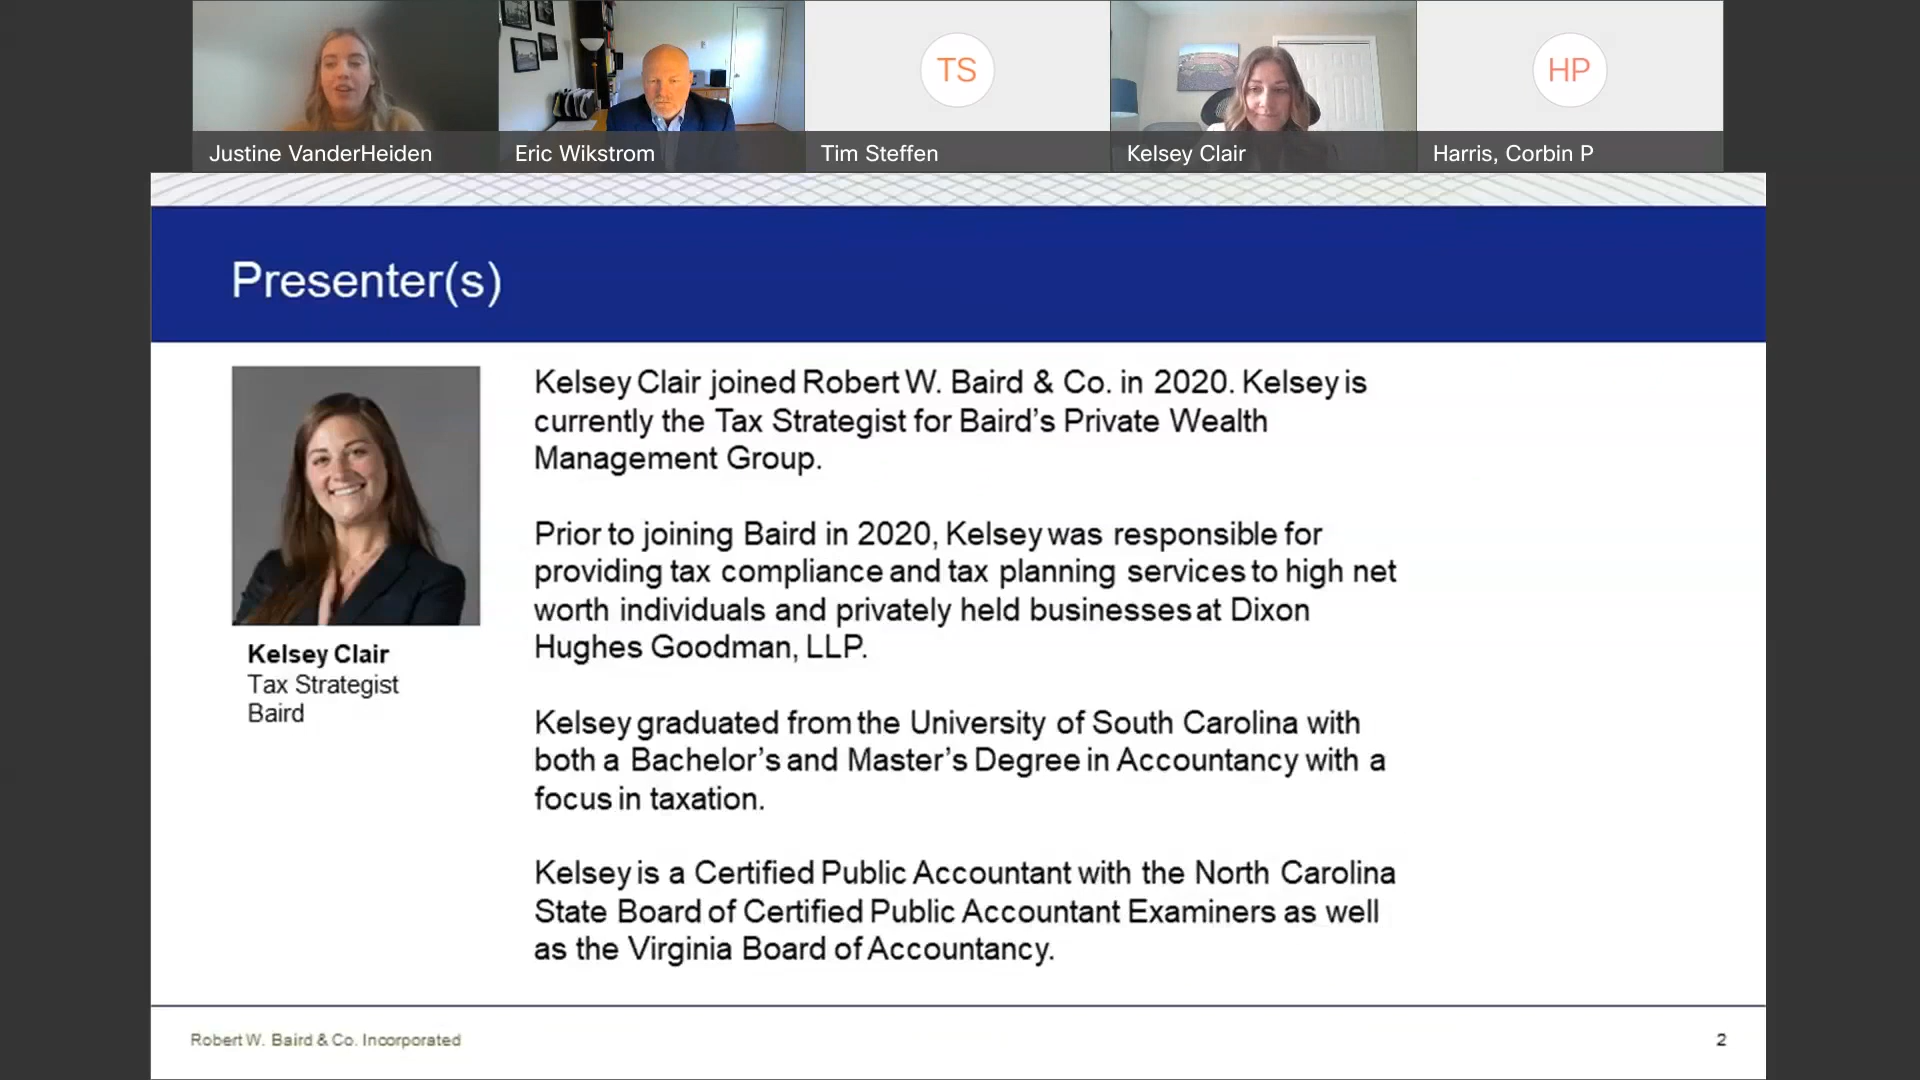 Justine VanderHeiden
Eric Wikstrom
TS
Tim Steffen
Kelsey Clair
HP
Harris, Corbin P
Presenter(s)
Kelsey Clair
Tax Strategist
Baird
Kelsey Clair joined Robert W. Baird & Co. in 2020. Kelsey is
currently the Tax Strategist for Baird’s Private Wealth
Management Group.
Prior to joining Baird in 2020, Kelsey was responsible for
providing tax compliance and tax planning services to high net
worth individuals and privately held businesses at Dixon
Hughes Goodman, LLP.
Kelsey graduated from the University of South Carolina with
both a Bachelor’s and Master’s Degree in Accountancy with a
focus in taxation.
Kelsey is a Certified Public Accountant with the North Carolina
State Board of Certified Public Accountant Examiners as well
as the Virginia Board of Accountancy.
Robert W. Baird & Co. Incorporated
2